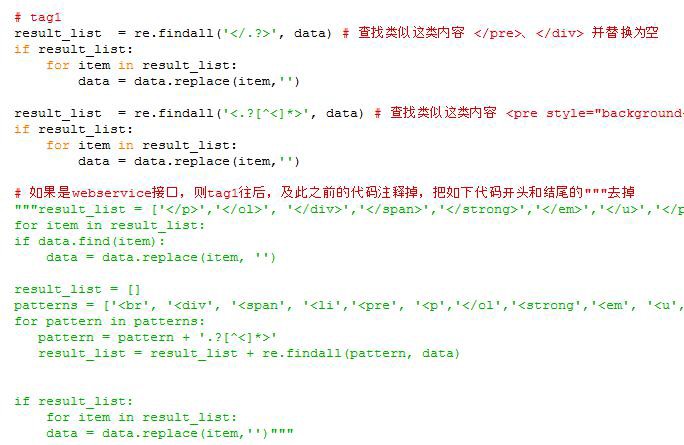 # tag1
result_list  = re.findall('</.?>', data) # 查找类似这类内容 </pre>、</div> 并替换为空
if result_list:
    for item in result_list:
        data = data.replace(item,'')
result_list  = re.findall('<.?[^<]*>', data) # 查找类似这类内容 <pre style="background-
if result_list:
    for item in result_list:
        data = data.replace(item,'')
# 如果是webservice接口，则tag1往后，及此之前的代码注释掉，把如下代码开头和结尾的"""去掉
"""result_list = ['</p>','</ol>', '</div>','</span>','</strong>','</em>','</u>','</p
for item in result_list:
if data.find(item):
    data = data.replace(item, '')
result_list = []
patterns = ['<br', '<div', '<span', '<li','<pre', '<p','</ol','<strong','<em', '<u',
for pattern in patterns:
   pattern = pattern + '.?[^<]*>'
   result_list = result_list + re.findall(pattern, data)
if result_list:
    for item in result_list:
    data = data.replace(item,'')"""